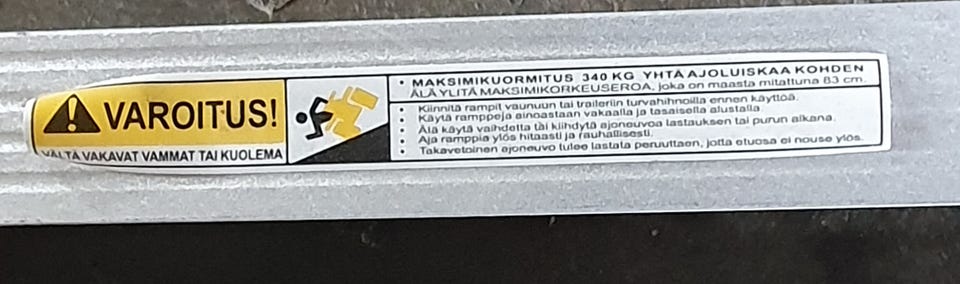 VAROITUS!
VÄLTÄ VAKAVAT VAMMAT TAI KUOLEMA
• MAKSIMIKUORMITUS 340 KG YHTÄ AJOLUISKAA KOHDEN
ÄLÄ YLITÄ MAKSIMIKORKEUSEROA, joka on maasta mitattuna 83 cm.
• Kiinnitä rampit vaunuun tai traileriin turvahihnoilla ennen käyttöä.
• Käytä ramppeja ainoastaan vakaalla ja tasaisella alustalla.
• Älä käytä vaihdetta tai kiihdytä ajoneuvoa lastauksen tai purun aikana.
• Aja ramppia ylös hitaasti ja rauhallisesti.
• Takavetoinen ajoneuvo tulee lastata peruuttaen, jotta etuosa ei nouse ylös.